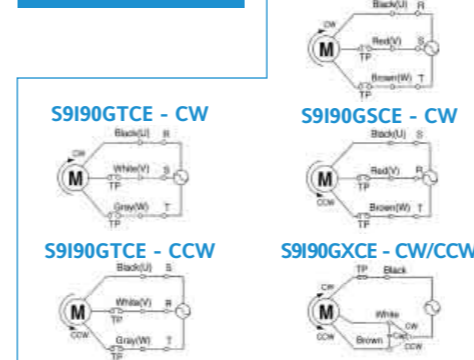 Black(U) R
CW
M
Red(V) S
TP
Brown(W) T
TP
S9I90GTCE - CW
Black(U) R
CW
M
White(V) S
TP
Gray(W) T
TP
S9I90GSCE - CW
Black(U) S
M
Red(V) R
TP
CCW
Brown(W) T
TP
S9I90GTCE - CCW
Black(U) S
M
White(V) R
TP
CCW
Gray(W) T
TP
S9I90GXCE - CW/CCW
TP Black
CW
M
White
CW
Cap
CCW
Brown
CCW